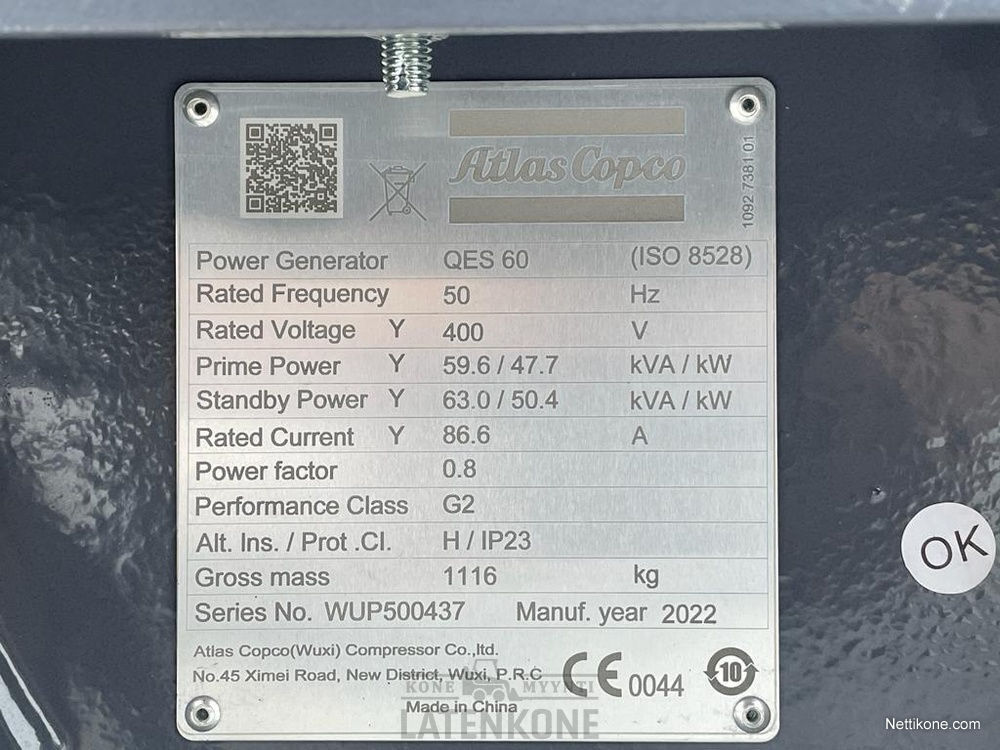 Atlas Copco
1092 7381 01
Power Generator QES 60 (ISO 8528)
Rated Frequency 50 Hz
Rated Voltage Y 400 V
Prime Power Y 59.6 / 47.7 kVA / kW
Standby Power Y 63.0 / 50.4 kVA / kW
Rated Current Y 86.6 A
Power factor 0.8
Performance Class G2
Alt. Ins. / Prot .Cl. H / IP23
Gross mass 1116 kg
Series No. WUP500437 Manuf. year 2022
Atlas Copco(Wuxi) Compressor Co.,ltd.
No.45 Ximei Road, New District, Wuxi, P.R.C
CE 0044
10
KONE MYYNTI
Made in China
LATENKONE
OK
Nettikone.com